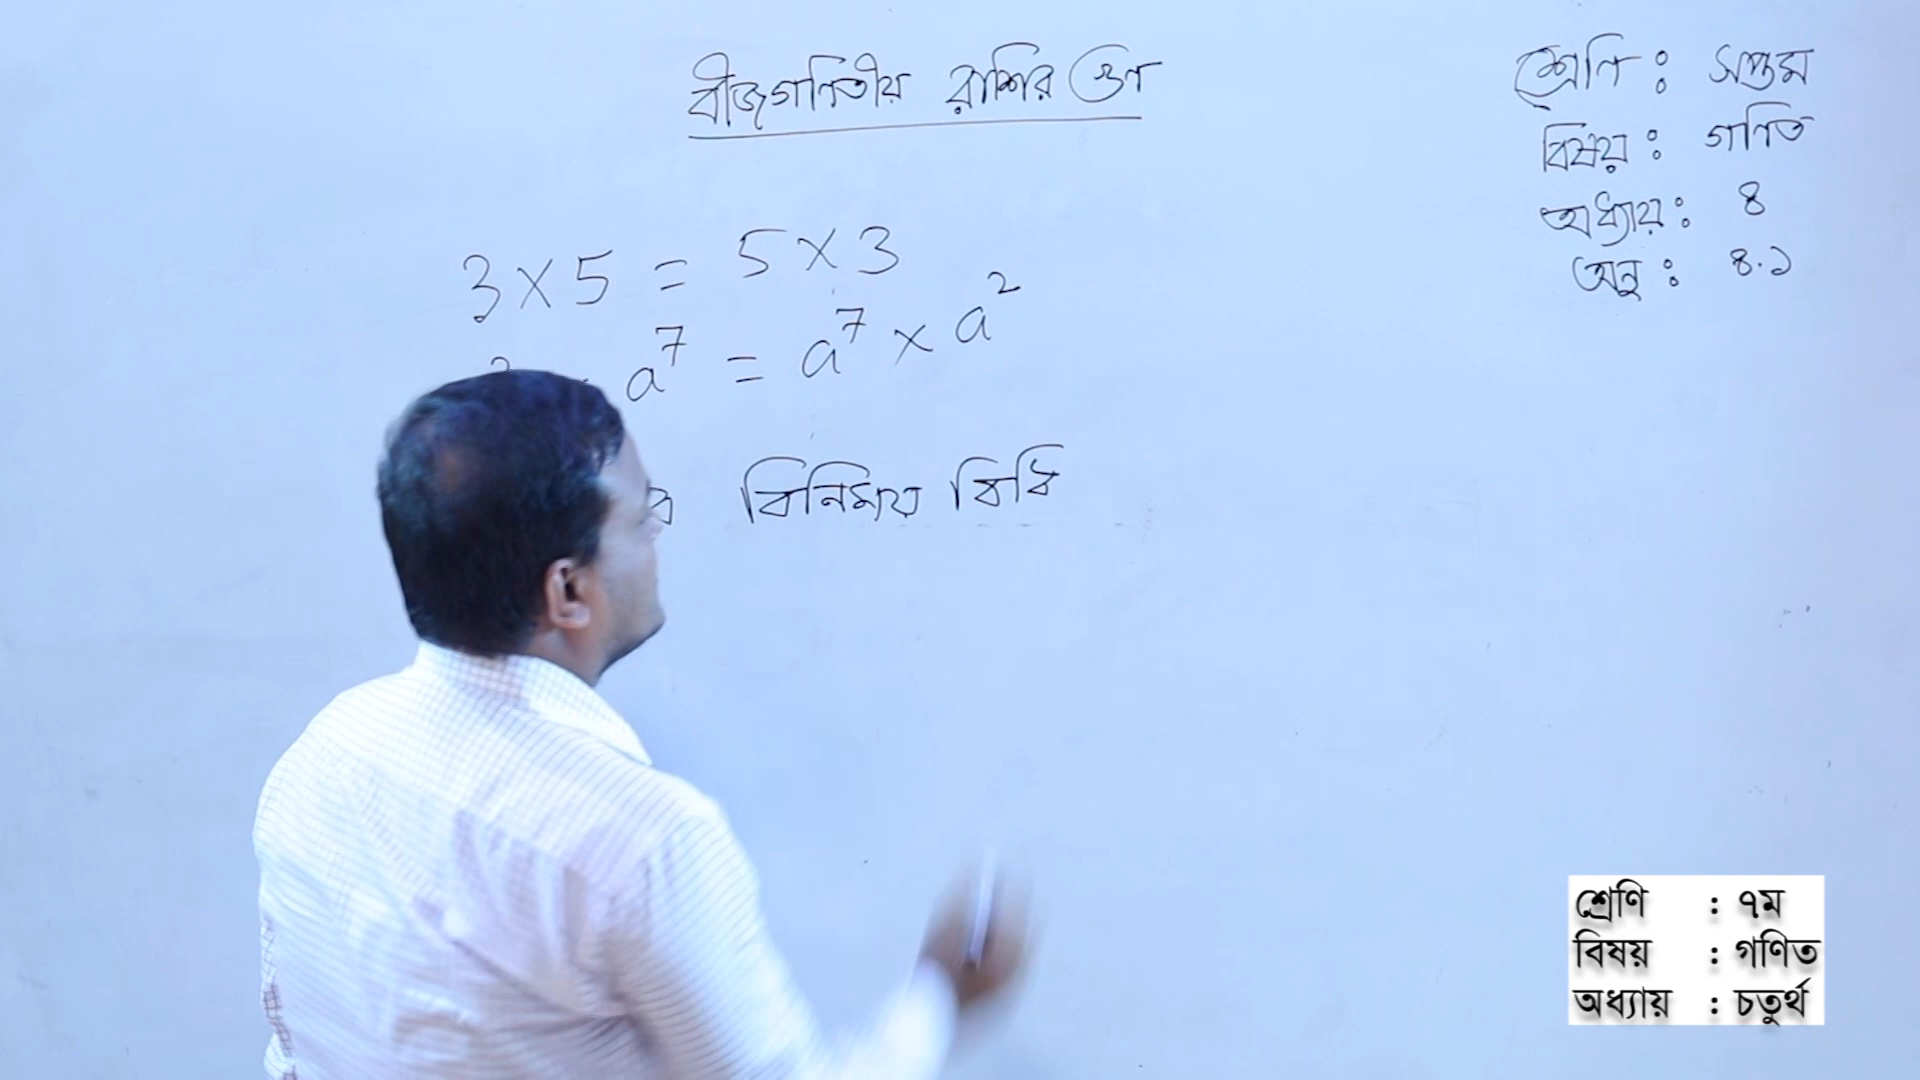 বীজগণিতীয় রাশির গুণ
3 × 5 = 5 × 3
a⁷ = a⁷ × a²
বিনিময় বিধি
শ্রেণি : সপ্তম
বিষয় : গণিত
অধ্যায় : ৪
অনু : ৪.১
শ্রেণি : ৭ম
বিষয় : গণিত
অধ্যায় : চতুর্থ